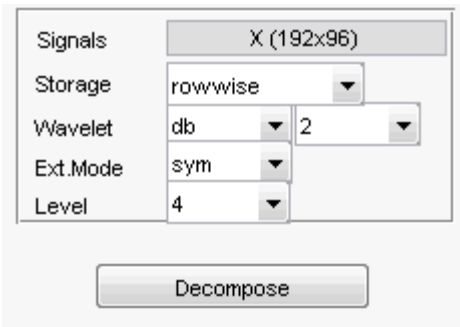 Signals X (192x96)
Storage rowwise
Wavelet db 2
Ext.Mode sym
Level 4
Decompose